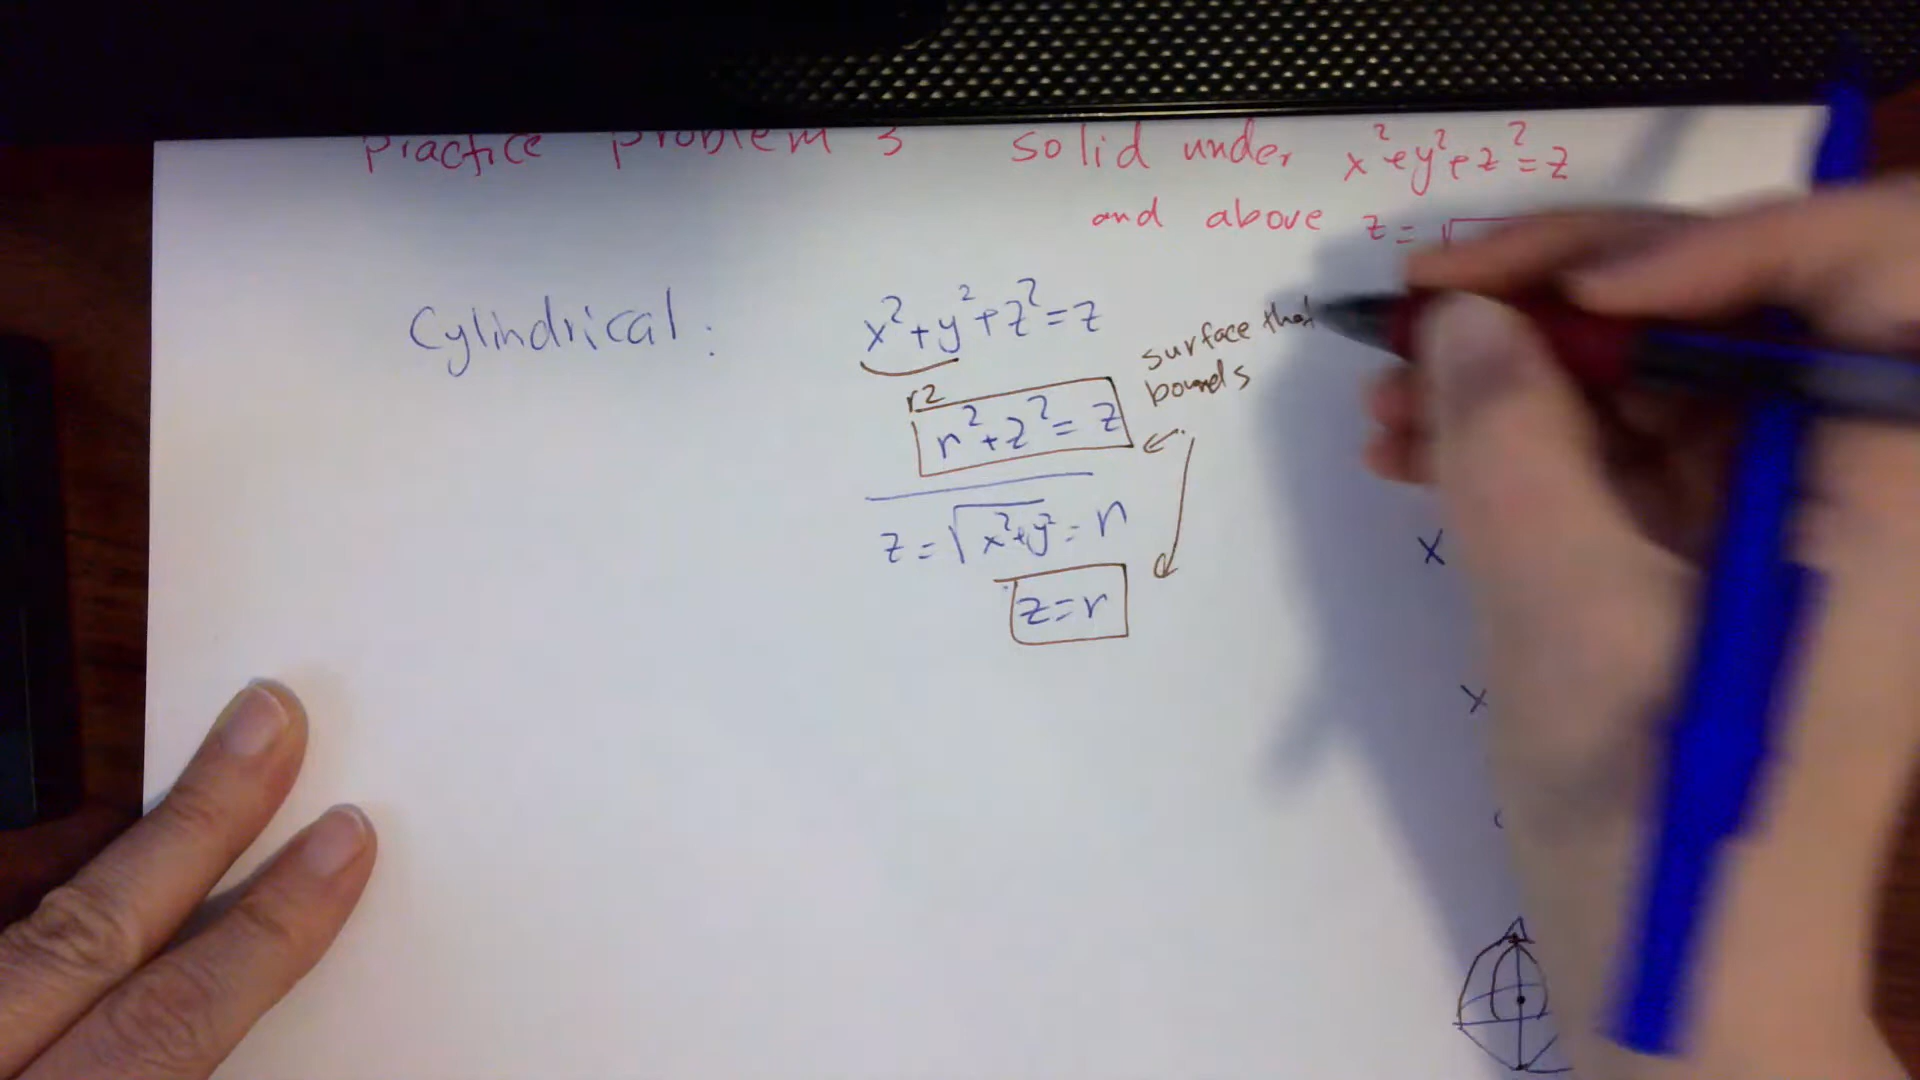 Practice problem 3 solid under x²+y²+z²=z
and above z=√
Cylindrical: x²+y²+z²=z
r2
r²+z²=z
surface that
bounds
z=√x²+y²=r
z=r
x
x